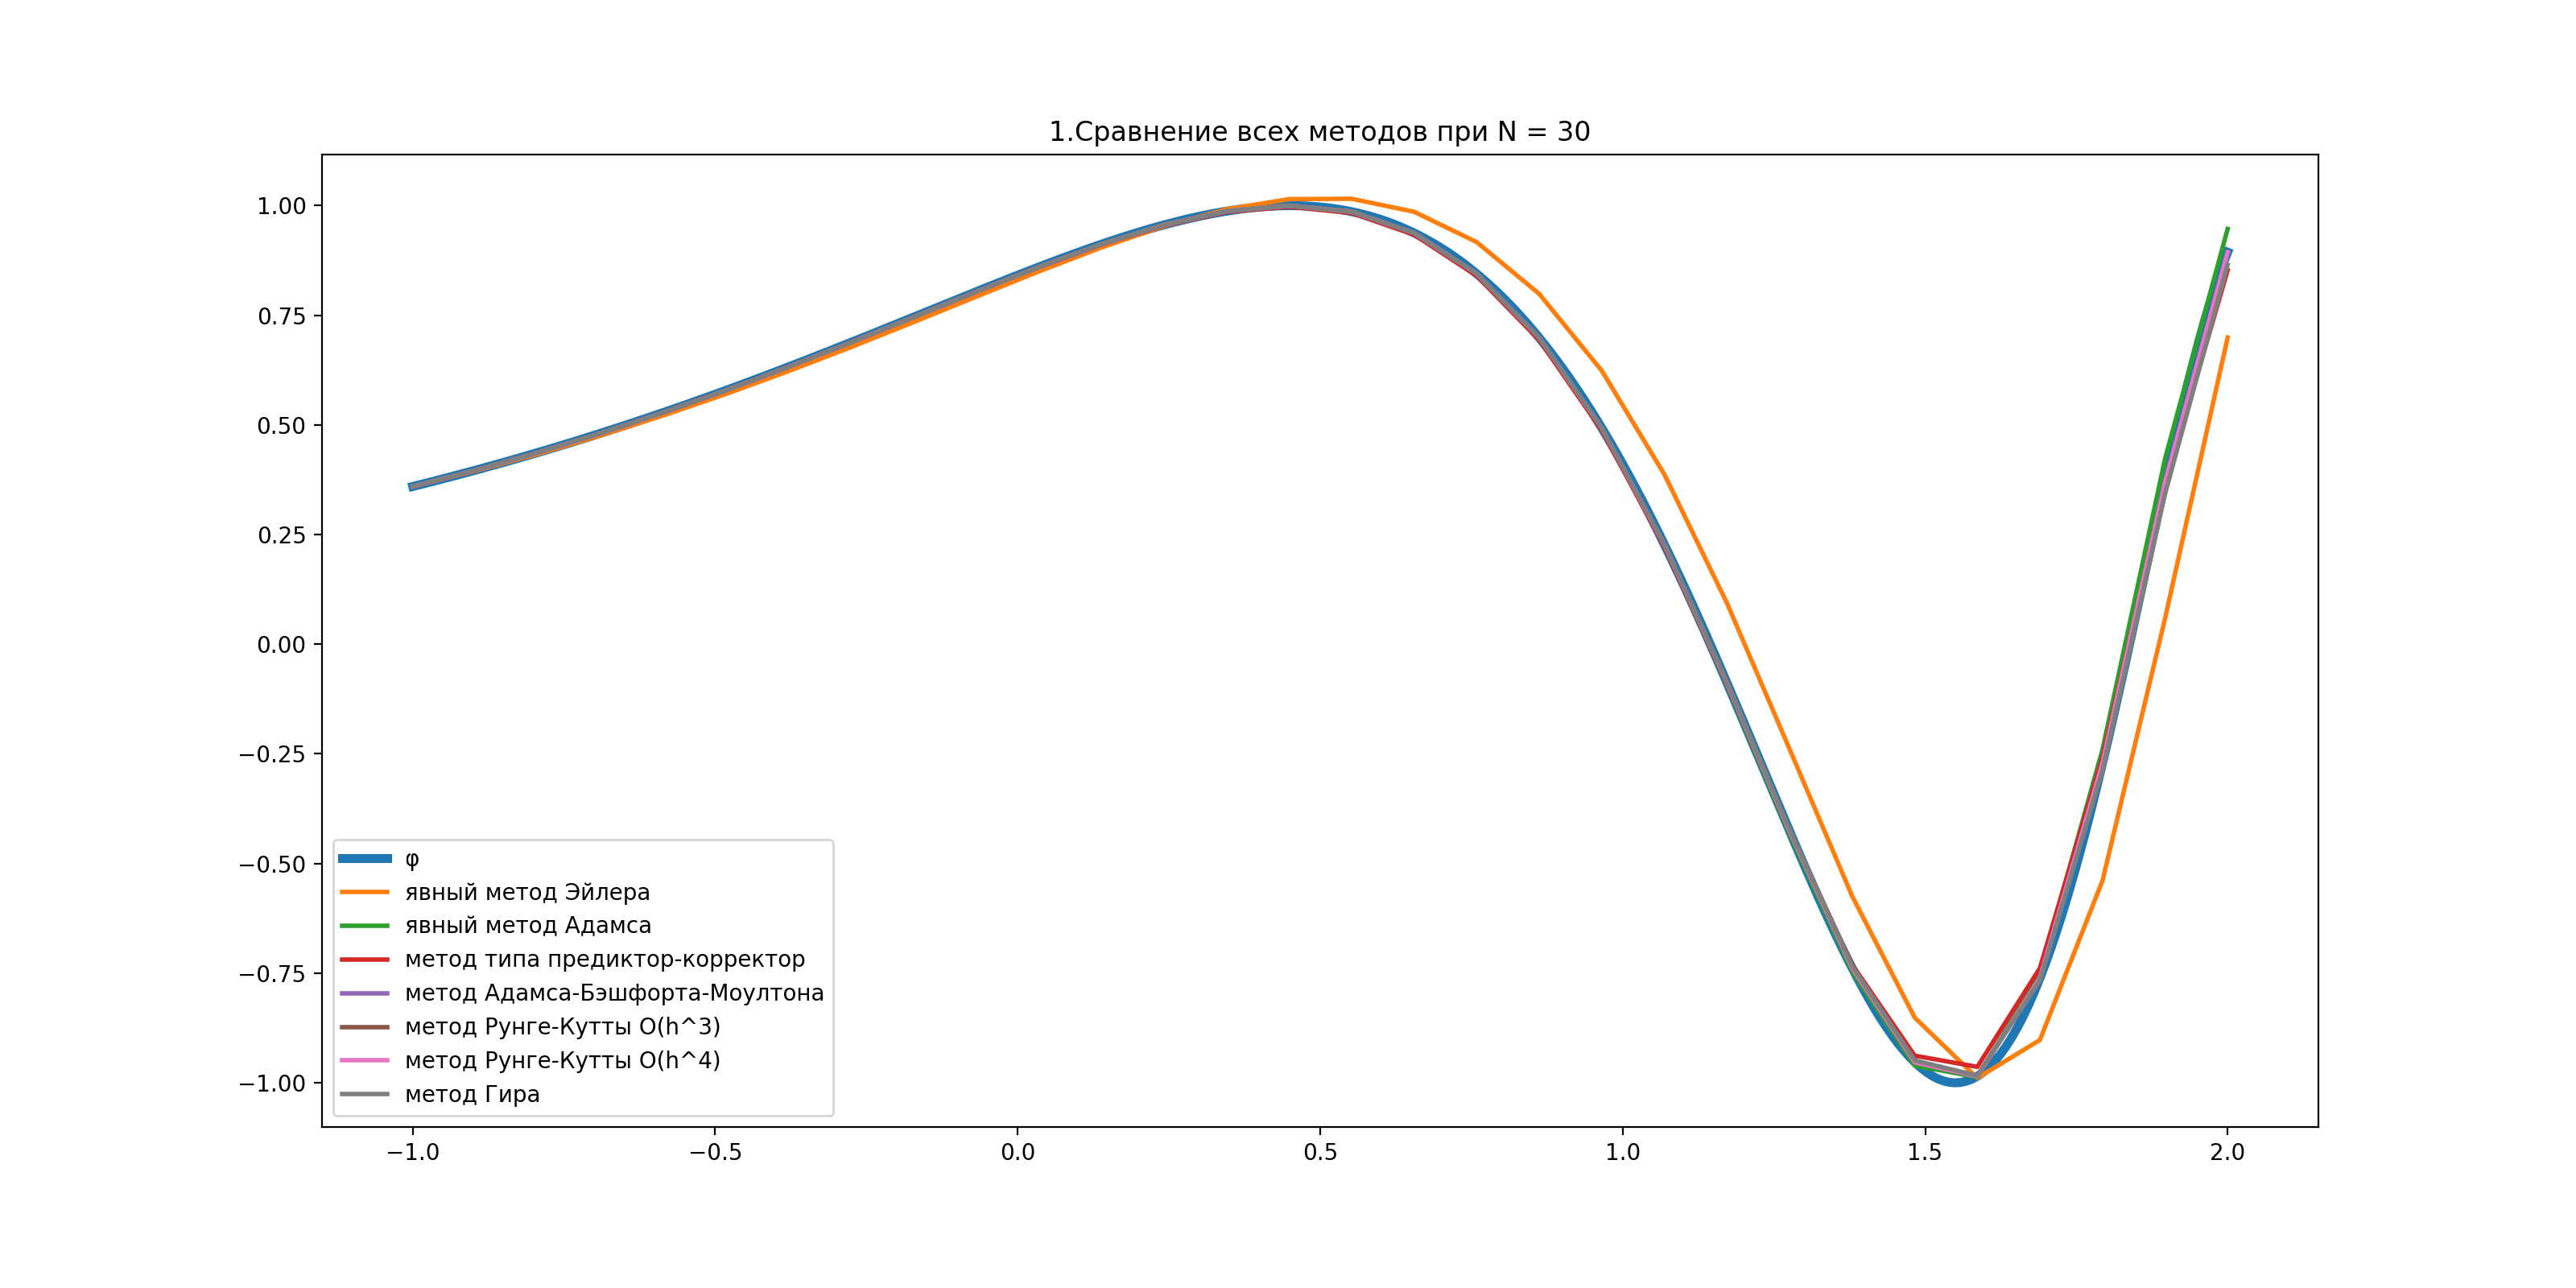 1.Сравнение всех методов при N = 30
1.00
0.75
0.50
0.25
0.00
−0.25
−0.50
−0.75
−1.00
φ
явный метод Эйлера
явный метод Адамса
метод типа предиктор-корректор
метод Адамса-Бэшфорта-Моултона
метод Рунге-Кутты O(h^3)
метод Рунге-Кутты O(h^4)
метод Гира
−1.0 −0.5 0.0 0.5 1.0 1.5 2.0